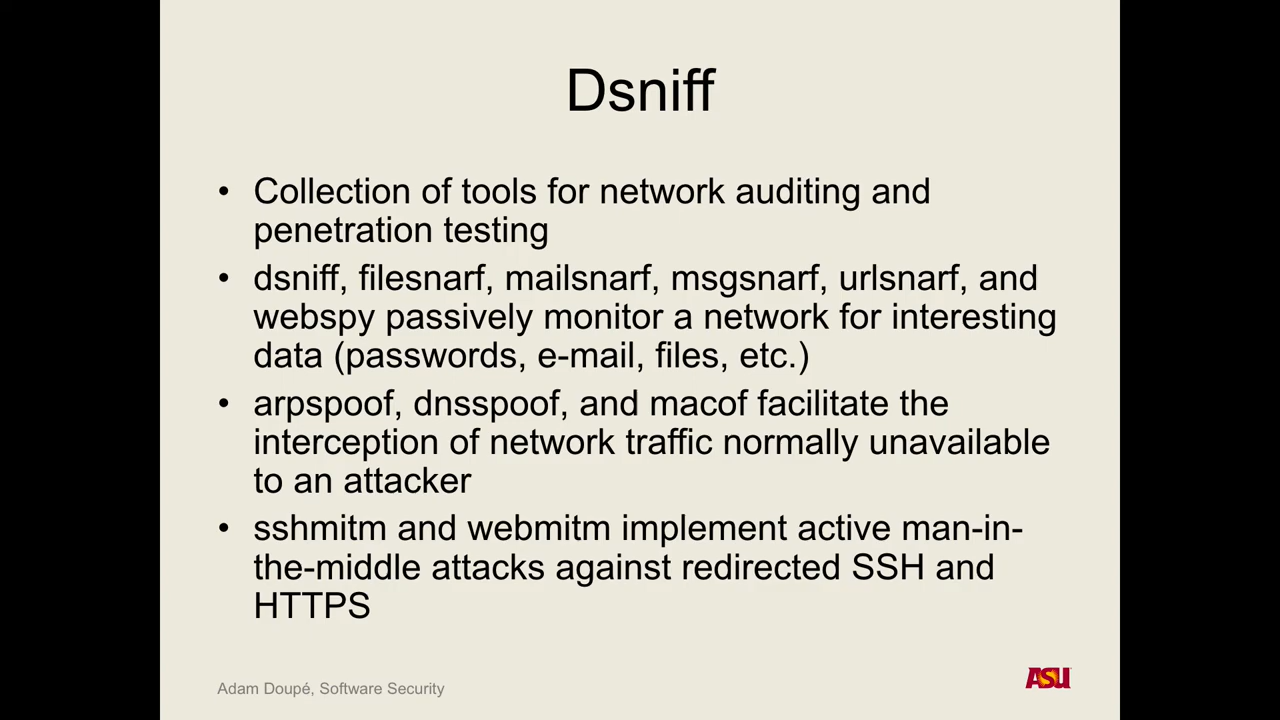 Dsniff
• Collection of tools for network auditing and
penetration testing
• dsniff, filesnarf, mailsnarf, msgsnarf, urlsnarf, and
webspy passively monitor a network for interesting
data (passwords, e-mail, files, etc.)
• arpspoof, dnsspoof, and macof facilitate the
interception of network traffic normally unavailable
to an attacker
• sshmitm and webmitm implement active man-in-
the-middle attacks against redirected SSH and
HTTPS
Adam Doupé, Software Security
ASU